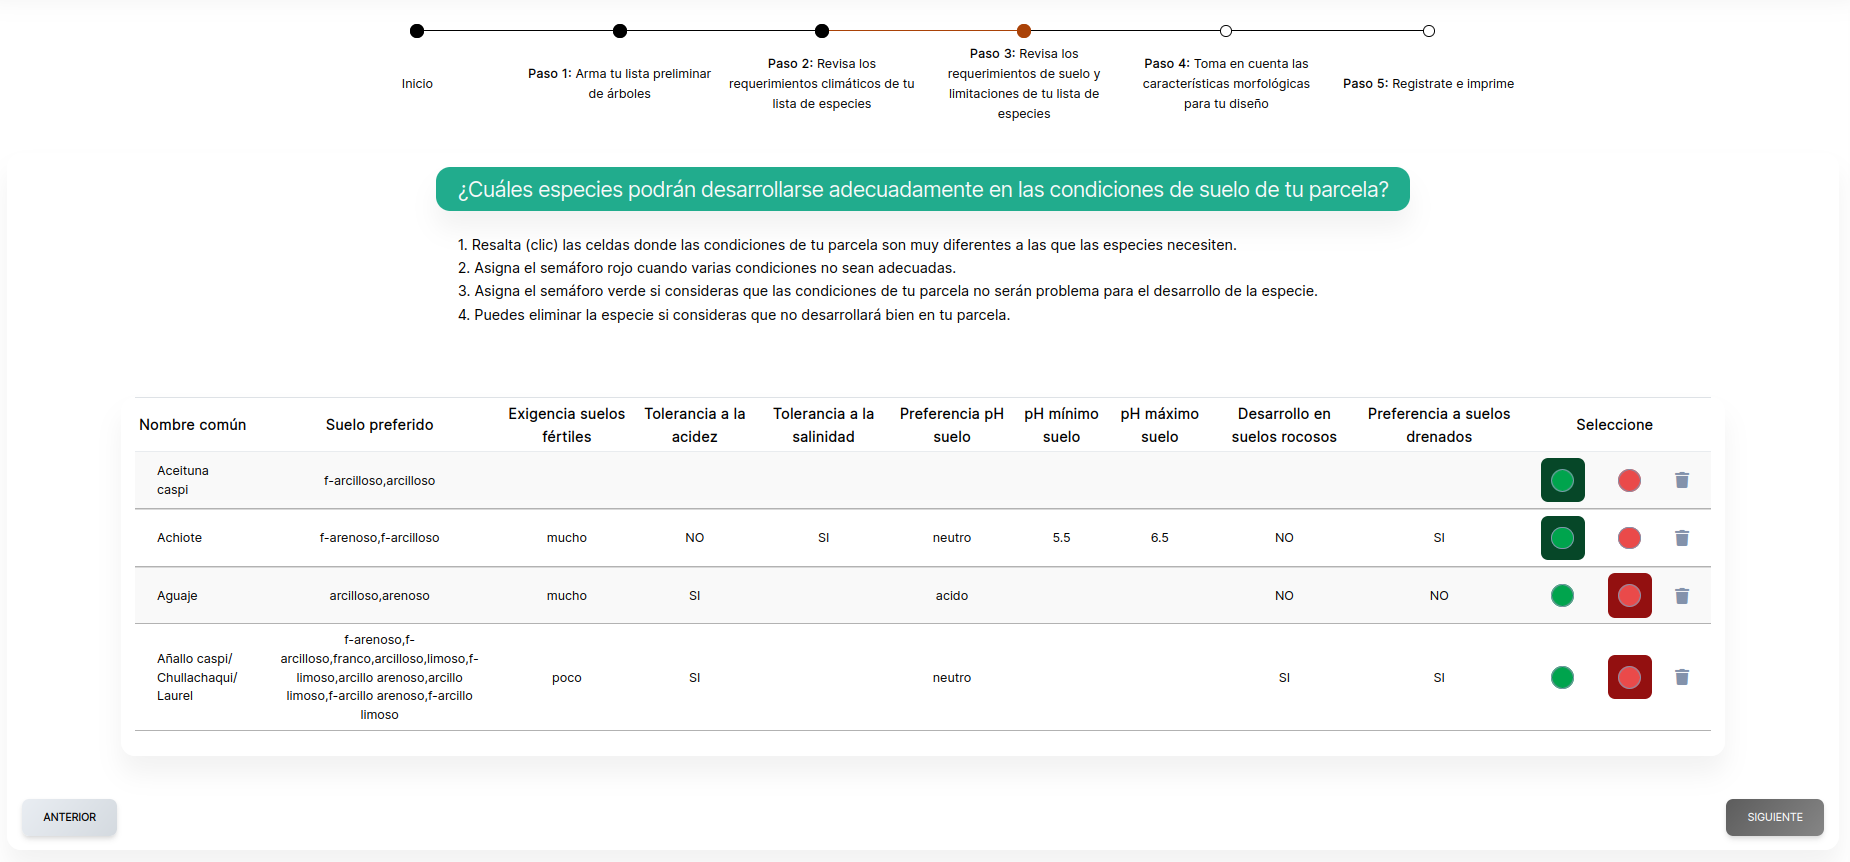 Inicio
Paso 1: Arma tu lista preliminar
de árboles
Paso 2: Revisa los
requerimientos climáticos de tu
lista de especies
Paso 3: Revisa los
requerimientos de suelo y
limitaciones de tu lista de
especies
Paso 4: Toma en cuenta las
características morfológicas
para tu diseño
Paso 5: Registrate e imprime
¿Cuáles especies podrán desarrollarse adecuadamente en las condiciones de suelo de tu parcela?
1. Resalta (clic) las celdas donde las condiciones de tu parcela son muy diferentes a las que las especies necesiten.
2. Asigna el semáforo rojo cuando varias condiciones no sean adecuadas.
3. Asigna el semáforo verde si consideras que las condiciones de tu parcela no serán problema para el desarrollo de la especie.
4. Puedes eliminar la especie si consideras que no desarrollará bien en tu parcela.
Nombre común
Suelo preferido
Exigencia suelos
fértiles
Tolerancia a la
acidez
Tolerancia a la
salinidad
Preferencia pH
suelo
pH mínimo
suelo
pH máximo
suelo
Desarrollo en
suelos rocosos
Preferencia a suelos
drenados
Seleccione
Aceituna
caspi
f-arcilloso,arcilloso
Achiote
f-arenoso,f-arcilloso
mucho
NO
SI
neutro
5.5
6.5
NO
SI
Aguaje
arcilloso,arenoso
mucho
SI
acido
NO
NO
Añallo caspi/
Chullachaqui/
Laurel
f-arenoso,f-
arcilloso,franco,arcilloso,limoso,f-
limoso,arcillo arenoso,arcillo
limoso,f-arcillo arenoso,f-arcillo
limoso
poco
SI
neutro
SI
SI
ANTERIOR
SIGUIENTE